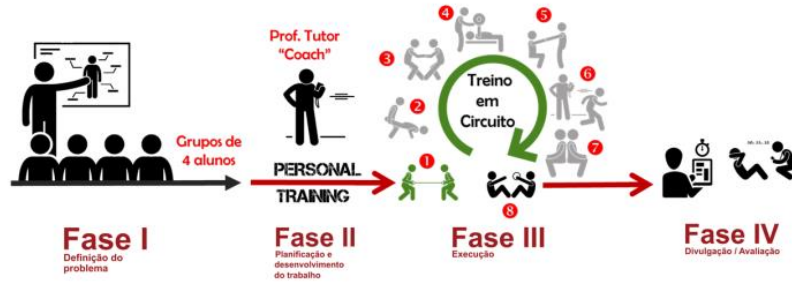 Grupos de
4 alunos
Fase I
Definição do
problema
Prof. Tutor
"Coach"
PERSONAL
TRAINING
Fase II
Planificação e
desenvolvimento
do trabalho
1
2
3
4
5
6
7
8
Treino
em
Circuito
Fase III
Execução
Fase IV
Divulgação / Avaliação